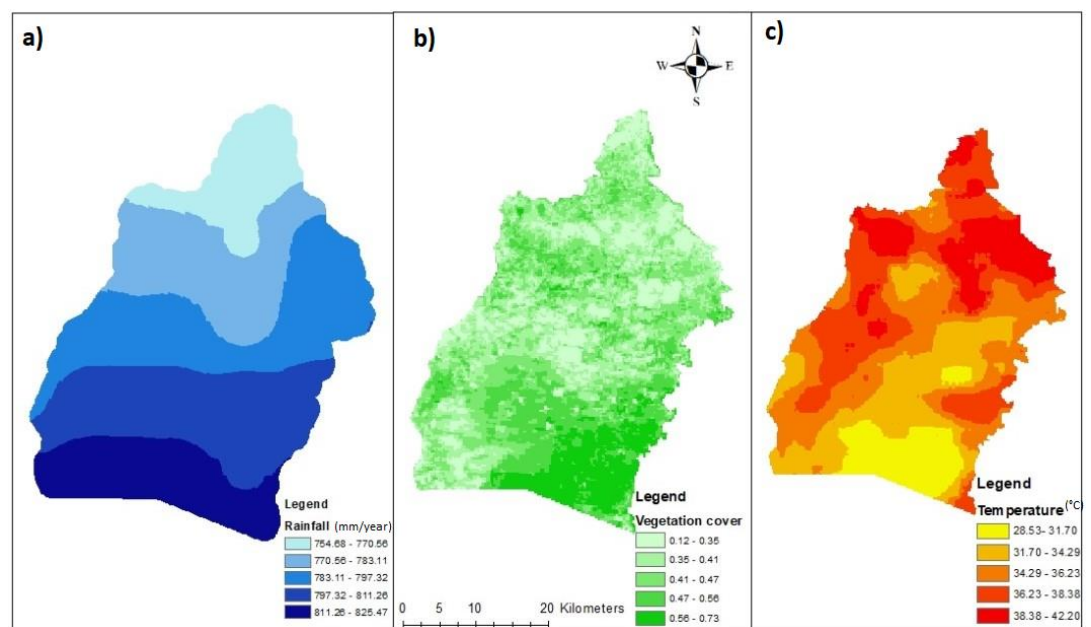 a)
Legend
Rainfall (mm/year)
754.68 - 770.56
770.56 - 783.11
783.11 - 797.32
797.32 - 811.26
811.26 - 825.47
b)
N
W E
S
Legend
Vegetation cover
0.12 - 0.35
0.35 - 0.41
0.41 - 0.47
0.47 - 0.56
0.56 - 0.73
0 5 10 20 Kilometers
c)
Legend
Temperature (°C)
28.53- 31.70
31.70 - 34.29
34.29 - 36.23
36.23 - 38.38
38.38 - 42.20